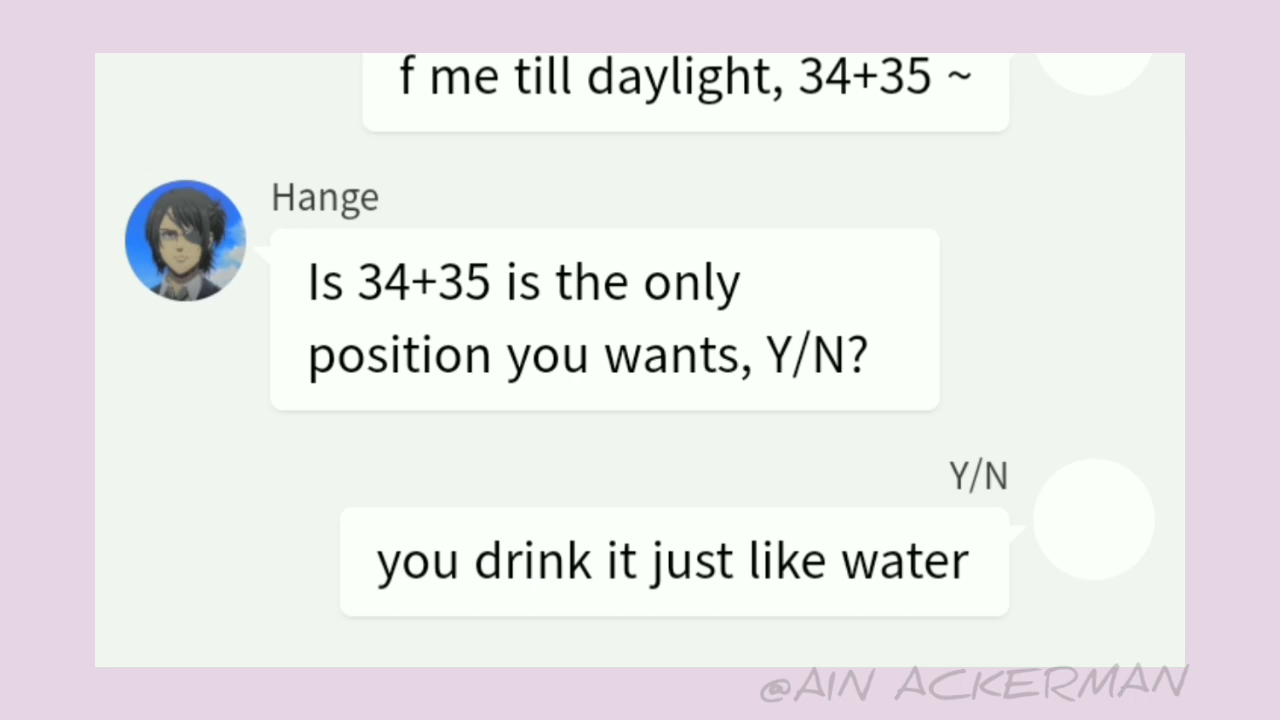 f me till daylight, 34+35 ~
Hange
Is 34+35 is the only
position you wants, Y/N?
Y/N
you drink it just like water
@AIN ACKERMAN